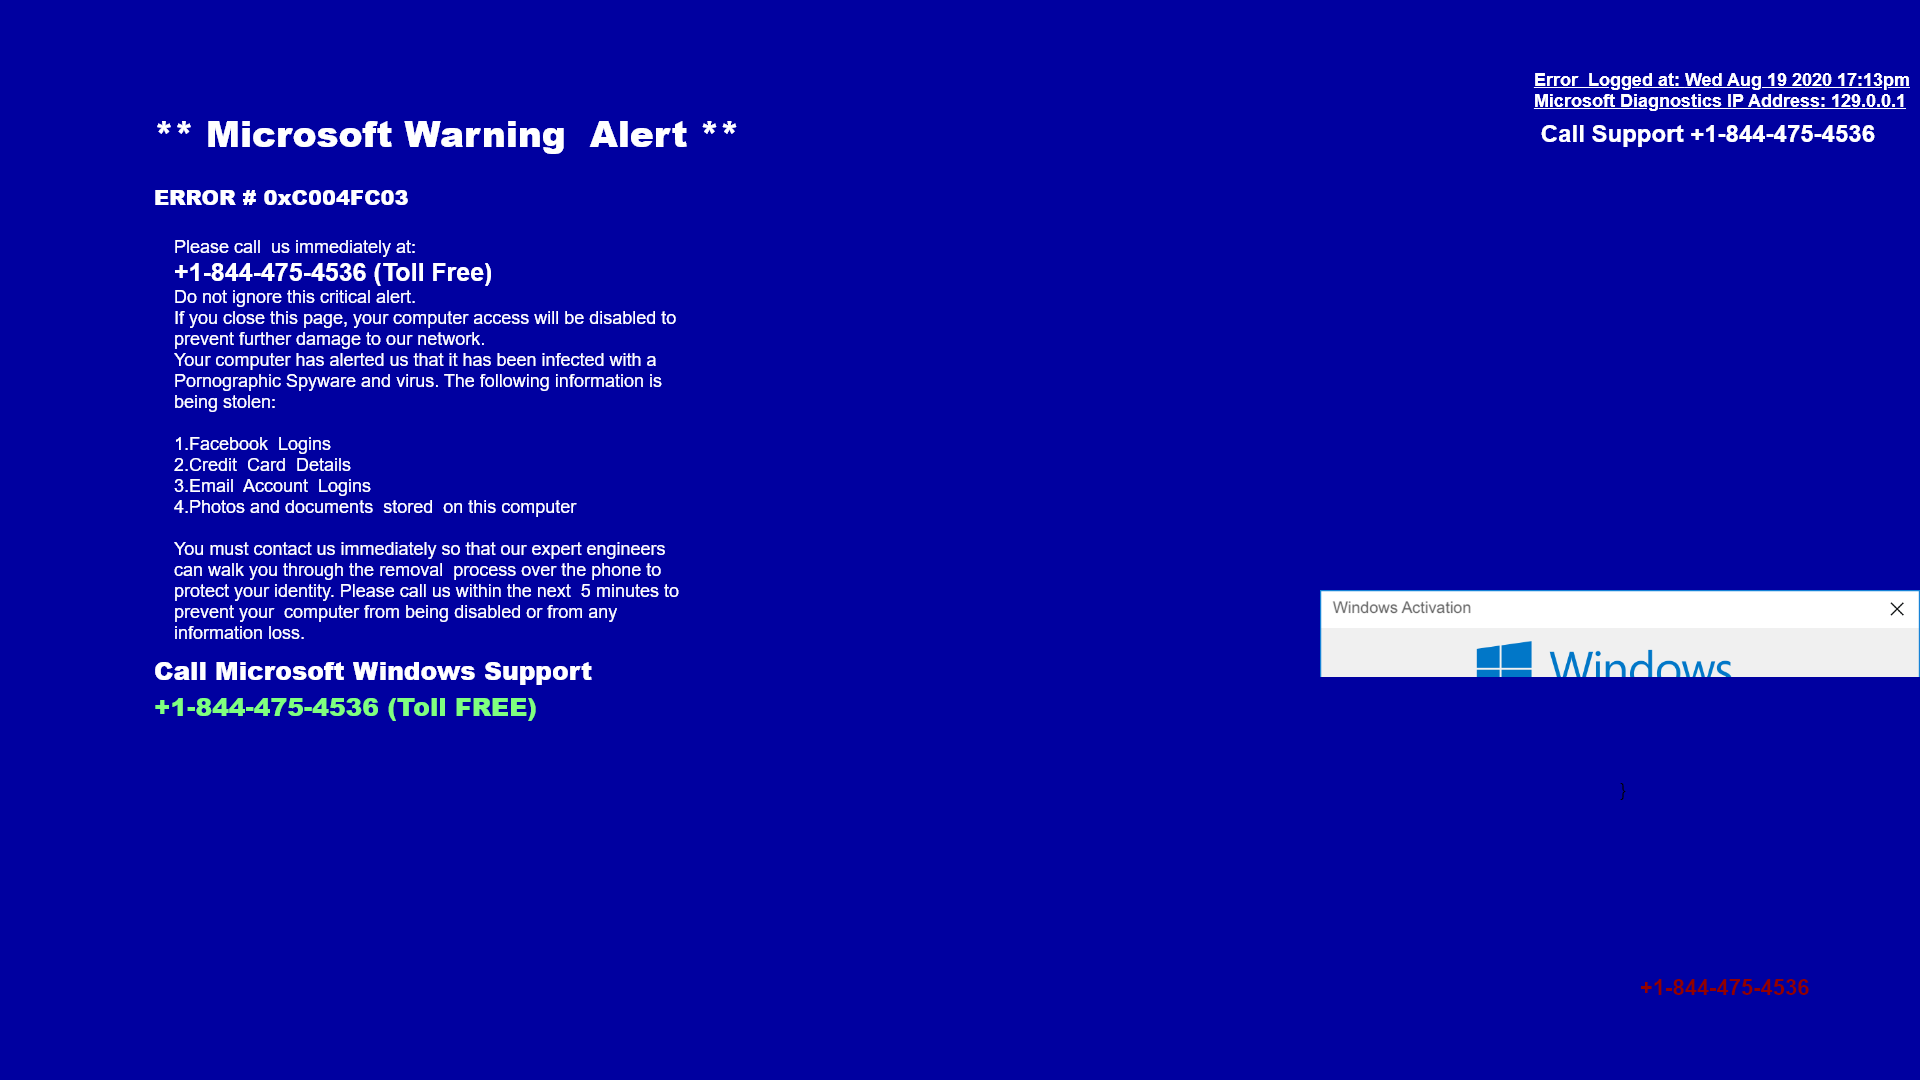 Error  Logged at: Wed Aug 19 2020 17:13pm
Microsoft Diagnostics IP Address: 129.0.0.1
Call Support +1-844-475-4536
** Microsoft Warning  Alert **
ERROR # 0xC004FC03
Please call  us immediately at:
+1-844-475-4536 (Toll Free)
Do not ignore this critical alert.
If you close this page, your computer access will be disabled to
prevent further damage to our network.
Your computer has alerted us that it has been infected with a
Pornographic Spyware and virus. The following information is
being stolen:
1.Facebook  Logins
2.Credit  Card  Details
3.Email  Account  Logins
4.Photos and documents  stored  on this computer
You must contact us immediately so that our expert engineers
can walk you through the removal  process over the phone to
protect your identity. Please call us within the next  5 minutes to
prevent your  computer from being disabled or from any
information loss.
Call Microsoft Windows Support
+1-844-475-4536 (Toll FREE)
Windows Activation
Windows
}
+1-844-475-4536